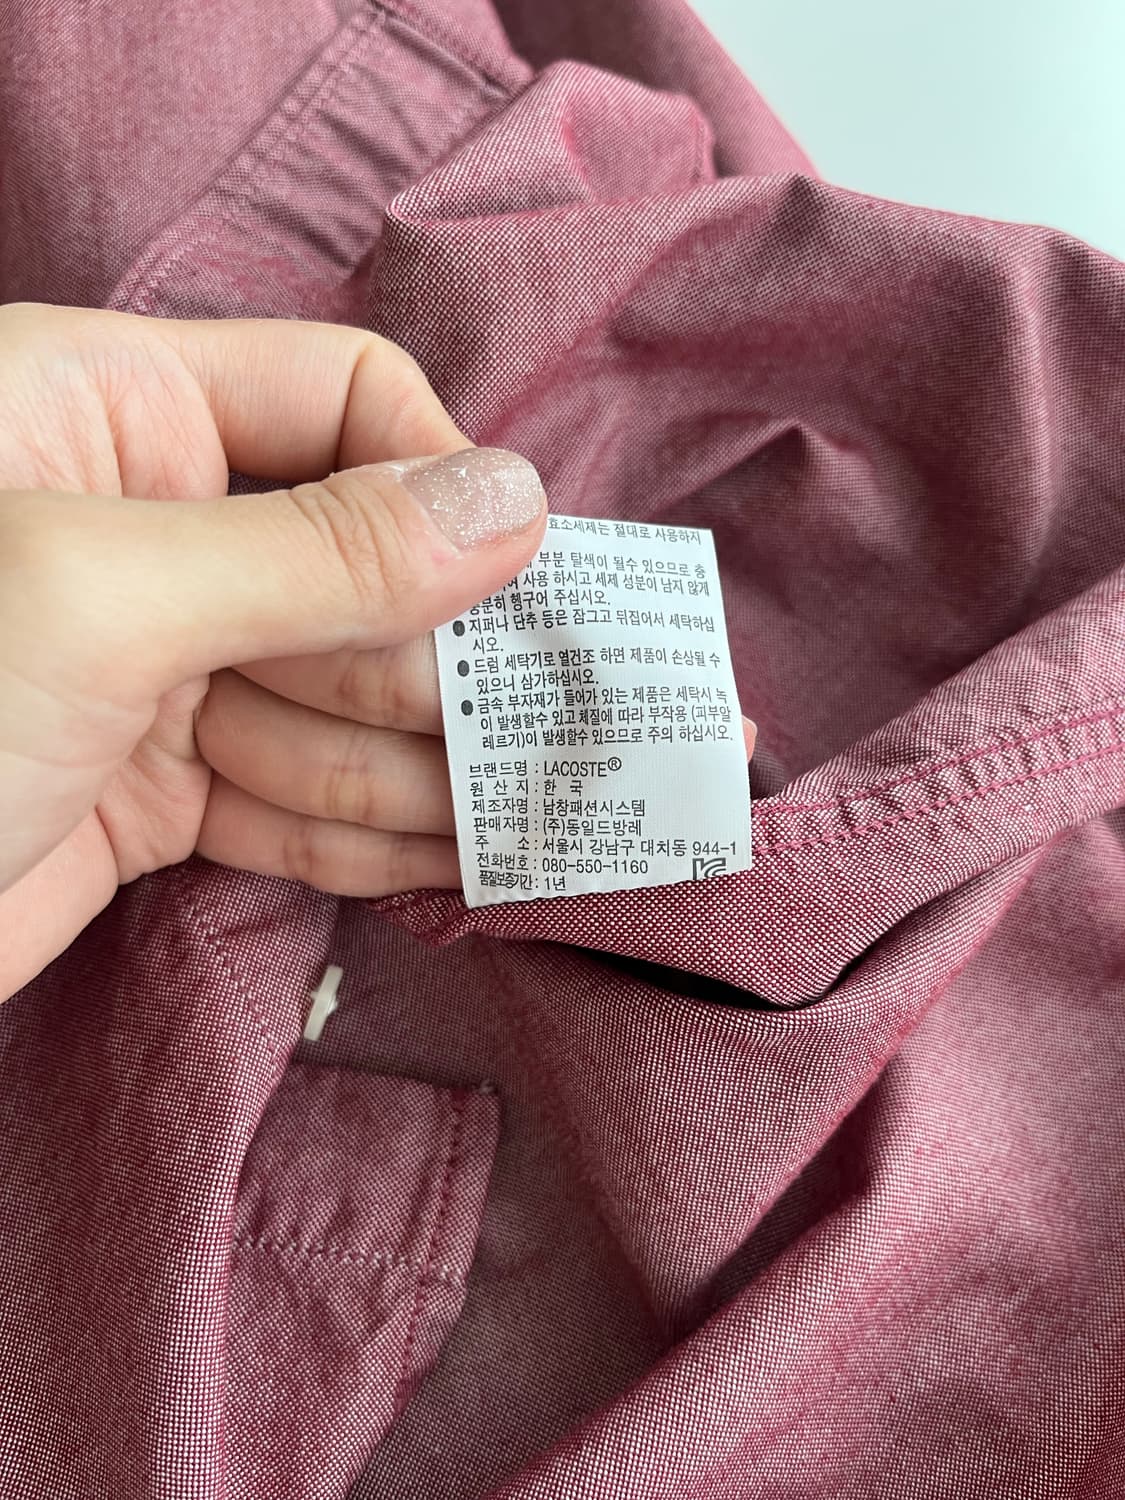 효소세제는 절대로 사용하지
부분 탈색이 될수 있으므로 충
사용 하시고 세제 성분이 남지 않게
충분히 헹구어 주십시오.
● 지퍼나 단추 등은 잠그고 뒤집어서 세탁하십
시오.
● 드럼 세탁기로 열건조 하면 제품이 손상될 수
있으니 삼가하십시오.
● 금속 부자재가 들어가 있는 제품은 세탁시 녹
이 발생할수 있고 체질에 따라 부작용 (피부알
레르기)이 발생할수 있으므로 주의 하십시오.
브랜드명 : LACOSTE®
원 산 지 : 한 국
제조자명 : 남창패션시스템
판매자명 : (주)동일드방레
주 소 : 서울시 강남구 대치동 944-1
전화번호 : 080-550-1160
품질보증기간 : 1년